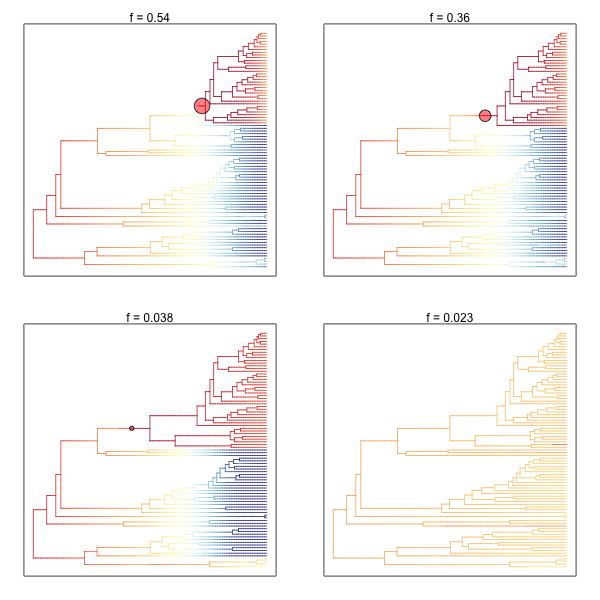 f = 0.54
f = 0.36
f = 0.038
f = 0.023